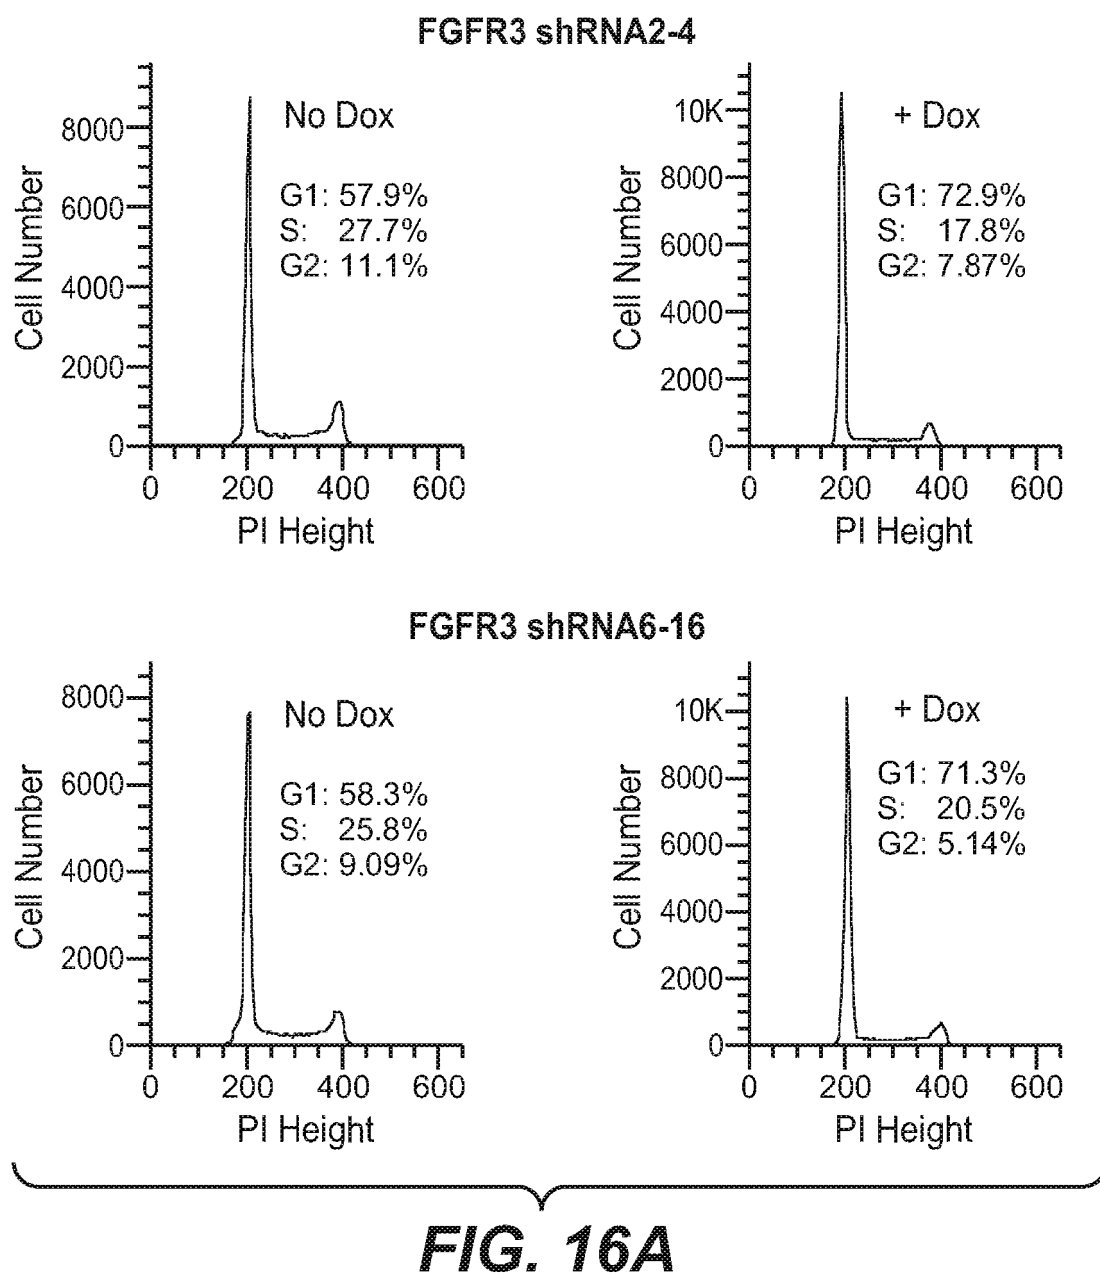 FGFR3 shRNA2-4
No Dox
G1: 57.9%
S: 27.7%
G2: 11.1%
Cell Number
8000
6000
4000
2000
0
0 200 400 600
PI Height
+ Dox
G1: 72.9%
S: 17.8%
G2: 7.87%
Cell Number
10K
8000
6000
4000
2000
0
0 200 400 600
PI Height
FGFR3 shRNA6-16
No Dox
G1: 58.3%
S: 25.8%
G2: 9.09%
Cell Number
8000
6000
4000
2000
0
0 200 400 600
PI Height
+ Dox
G1: 71.3%
S: 20.5%
G2: 5.14%
Cell Number
10K
8000
6000
4000
2000
0
0 200 400 600
PI Height
FIG. 16A